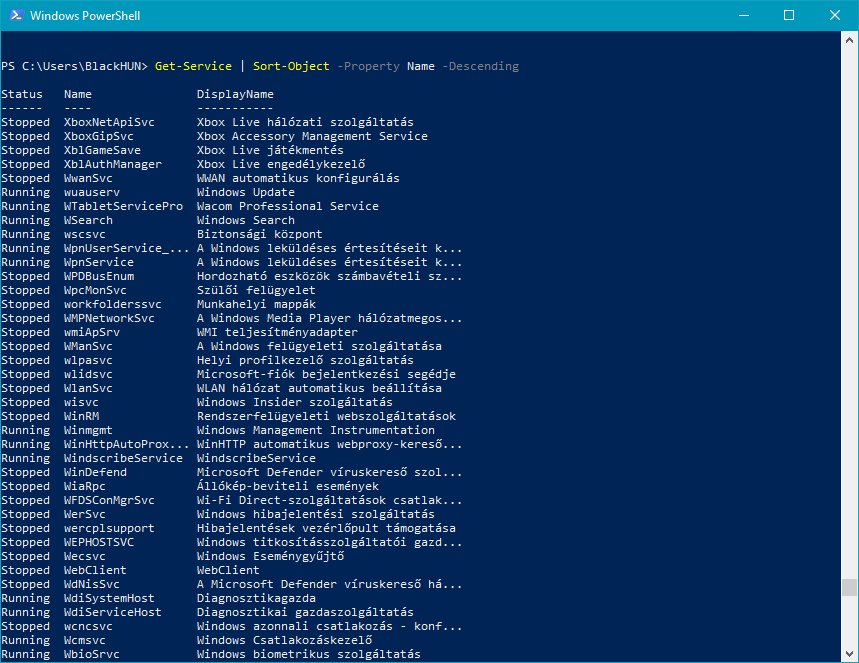 Windows PowerShell
PS C:\Users\BlackHUN> Get-Service | Sort-Object -Property Name -Descending
Status   Name               DisplayName
------   ----               -----------
Stopped  XboxNetApiSvc      Xbox Live hálózati szolgáltatás
Stopped  XboxGipSvc         Xbox Accessory Management Service
Stopped  XblGameSave        Xbox Live játékmentés
Stopped  XblAuthManager     Xbox Live engedélykezelő
Stopped  WwanSvc            WWAN automatikus konfigurálás
Running  wuauserv           Windows Update
Running  WTabletServicePro  Wacom Professional Service
Running  WSearch            Windows Search
Running  wscsvc             Biztonsági központ
Running  WpnUserService_... A Windows leküldéses értesítéseit k...
Running  WpnService         A Windows leküldéses értesítéseit k...
Stopped  WPDBusEnum         Hordozható eszközök számbavételi sz...
Stopped  WpcMonSvc          Szülői felügyelet
Stopped  workfolderssvc     Munkahelyi mappák
Stopped  WMPNetworkSvc      A Windows Media Player hálózatmegos...
Stopped  wmiApSrv           WMI teljesítményadapter
Stopped  WManSvc            A Windows felügyeleti szolgáltatása
Stopped  wlpasvc            Helyi profilkezelő szolgáltatás
Stopped  wlidsvc            Microsoft-fiók bejelentkezési segédje
Stopped  WlanSvc            WLAN hálózat automatikus beállítása
Stopped  wisvc              Windows Insider szolgáltatás
Stopped  WinRM              Rendszerfelügyeleti webszolgáltatások
Running  Winmgmt            Windows Management Instrumentation
Running  WinHttpAutoProx... WinHTTP automatikus webproxy-kereső...
Running  WindscribeService  WindscribeService
Stopped  WinDefend          Microsoft Defender víruskereső szol...
Stopped  WiaRpc             Állókép-beviteli események
Stopped  WFDSConMgrSvc      Wi-Fi Direct-szolgáltatások csatlak...
Stopped  WerSvc             Windows hibajelentési szolgáltatás
Stopped  wercplsupport      Hibajelentések vezérlőpult támogatása
Stopped  WEPHOSTSVC         Windows titkosításszolgáltatói gazd...
Stopped  Wecsvc             Windows Eseménygyűjtő
Stopped  WebClient          WebClient
Stopped  WdNisSvc           A Microsoft Defender víruskereső há...
Running  WdiSystemHost      Diagnosztikagazda
Running  WdiServiceHost     Diagnosztikai gazdaszolgáltatás
Stopped  wcncsvc            Windows azonnali csatlakozás - konf...
Running  Wcmsvc             Windows Csatlakozáskezelő
Running  WbioSrvc           Windows biometrikus szolgáltatás